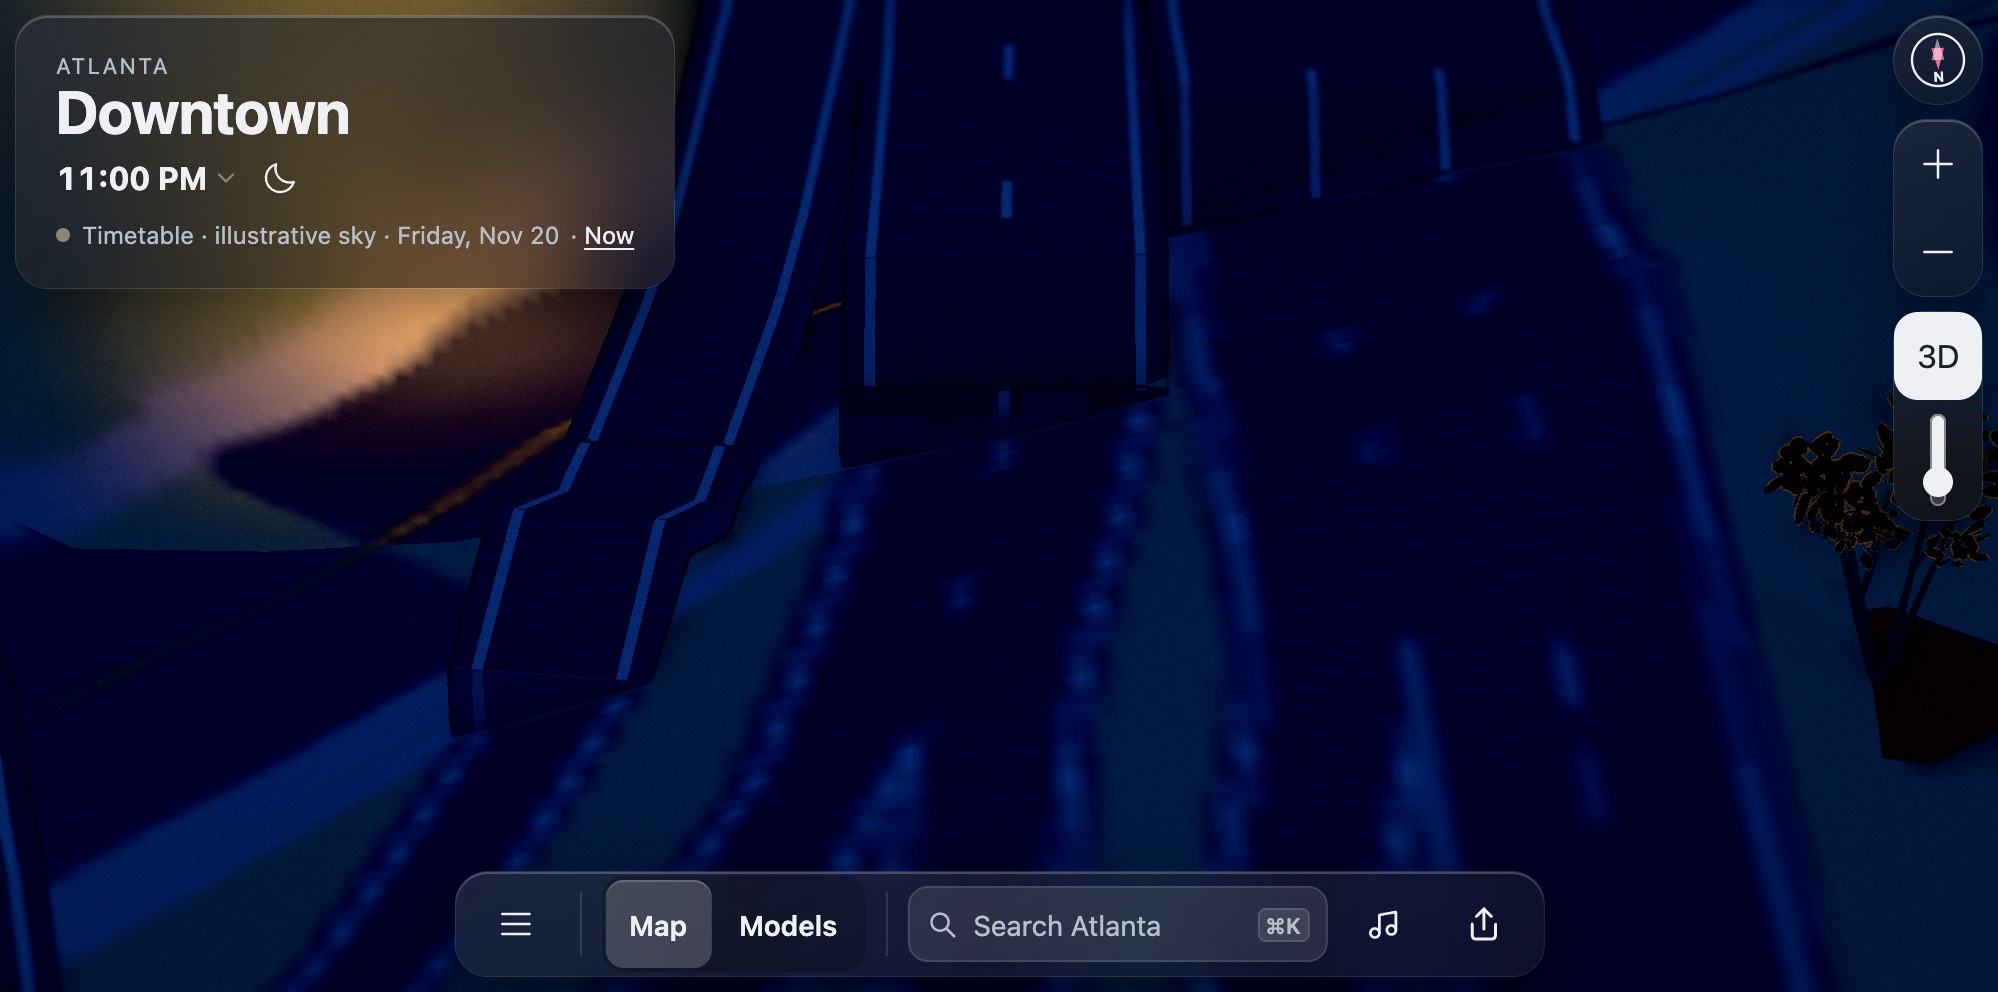 ATLANTA
Downtown
11:00 PM
Timetable · illustrative sky · Friday, Nov 20 · Now
N
3D
Map
Models
Search Atlanta
⌘K